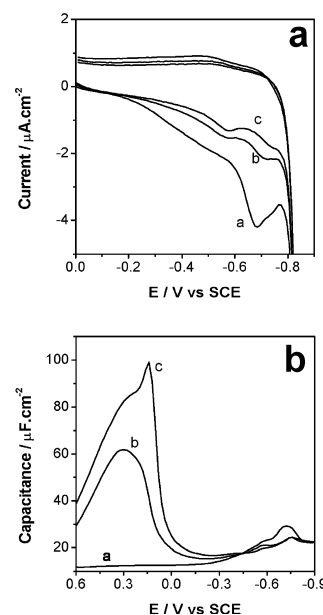 a
2
0
-2
-4
Current / µA.cm-2
c
b
a
0.0 -0.2 -0.4 -0.6 -0.8
E / V vs SCE
b
100
80
60
40
20
Capacitance / µF.cm-2
c
b
a
0.6 0.3 0.0 -0.3 -0.6 -0.9
E / V vs SCE